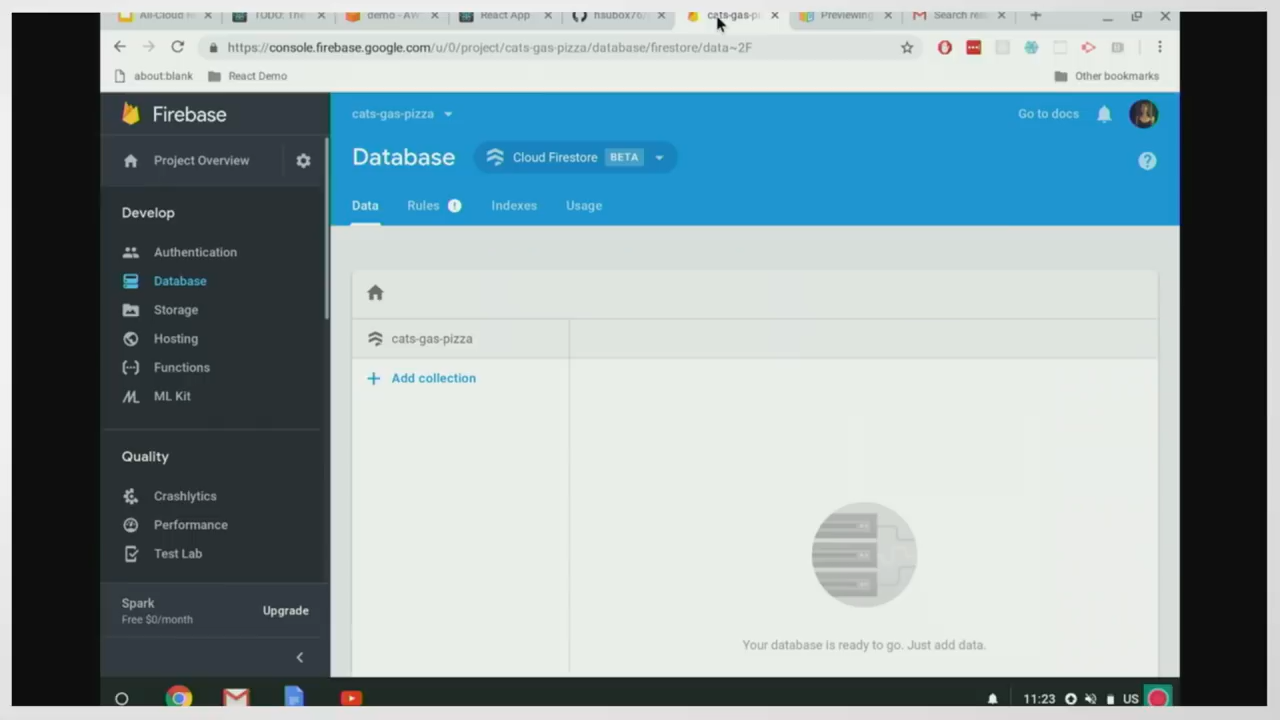 All-Cloud
TODO: The
demo - AW
React App
hsubox76
cats-gas-pi
Previewing
Search res
https://console.firebase.google.com/u/0/project/cats-gas-pizza/database/firestore/data~2F
about:blank
React Demo
Other bookmarks
Firebase
cats-gas-pizza
Go to docs
Project Overview
Database
Cloud Firestore
BETA
Develop
Data
Rules
Indexes
Usage
Authentication
Database
Storage
Hosting
Functions
ML Kit
cats-gas-pizza
Add collection
Quality
Crashlytics
Performance
Test Lab
Spark
Free $0/month
Upgrade
Your database is ready to go. Just add data.
11:23
US